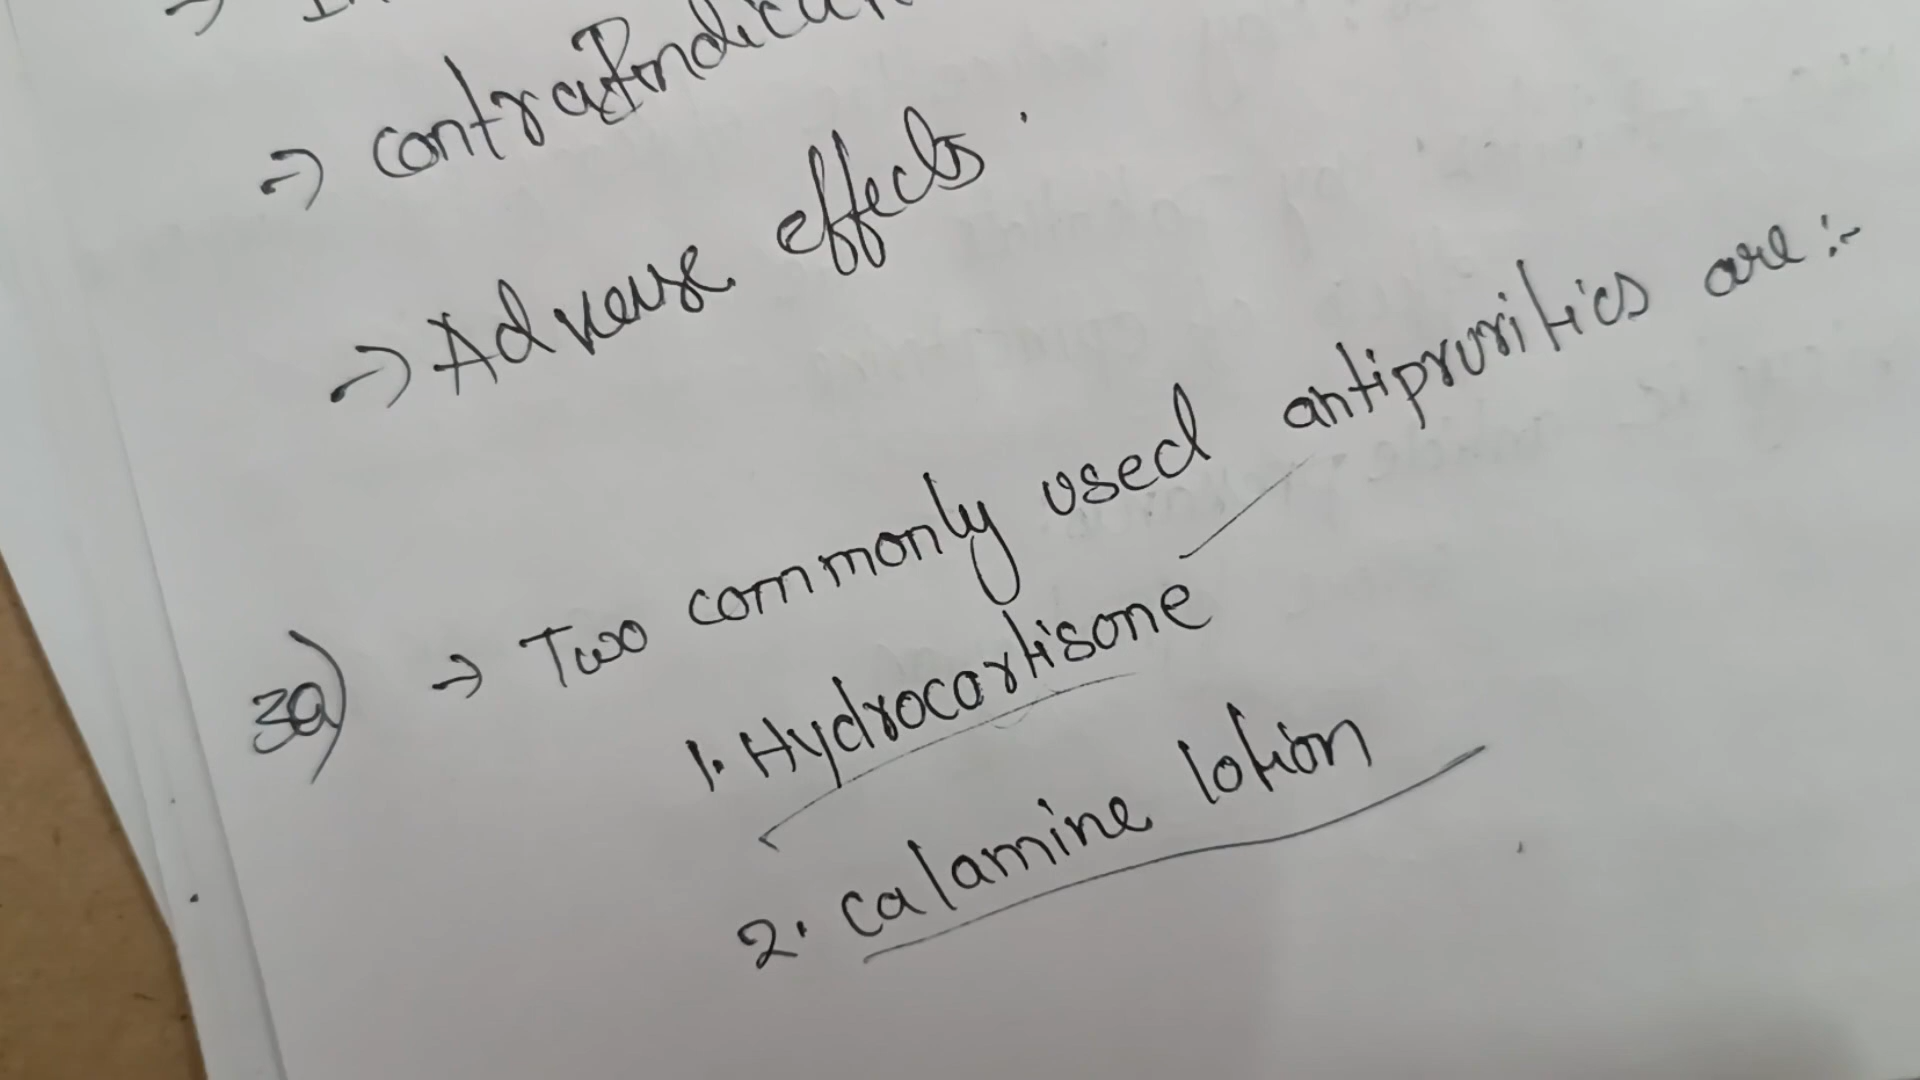 → contraindica
→ Adverse effects.
3a) → Two commonly used antipruritics are :-
1. Hydrocortisone
2. calamine lotion